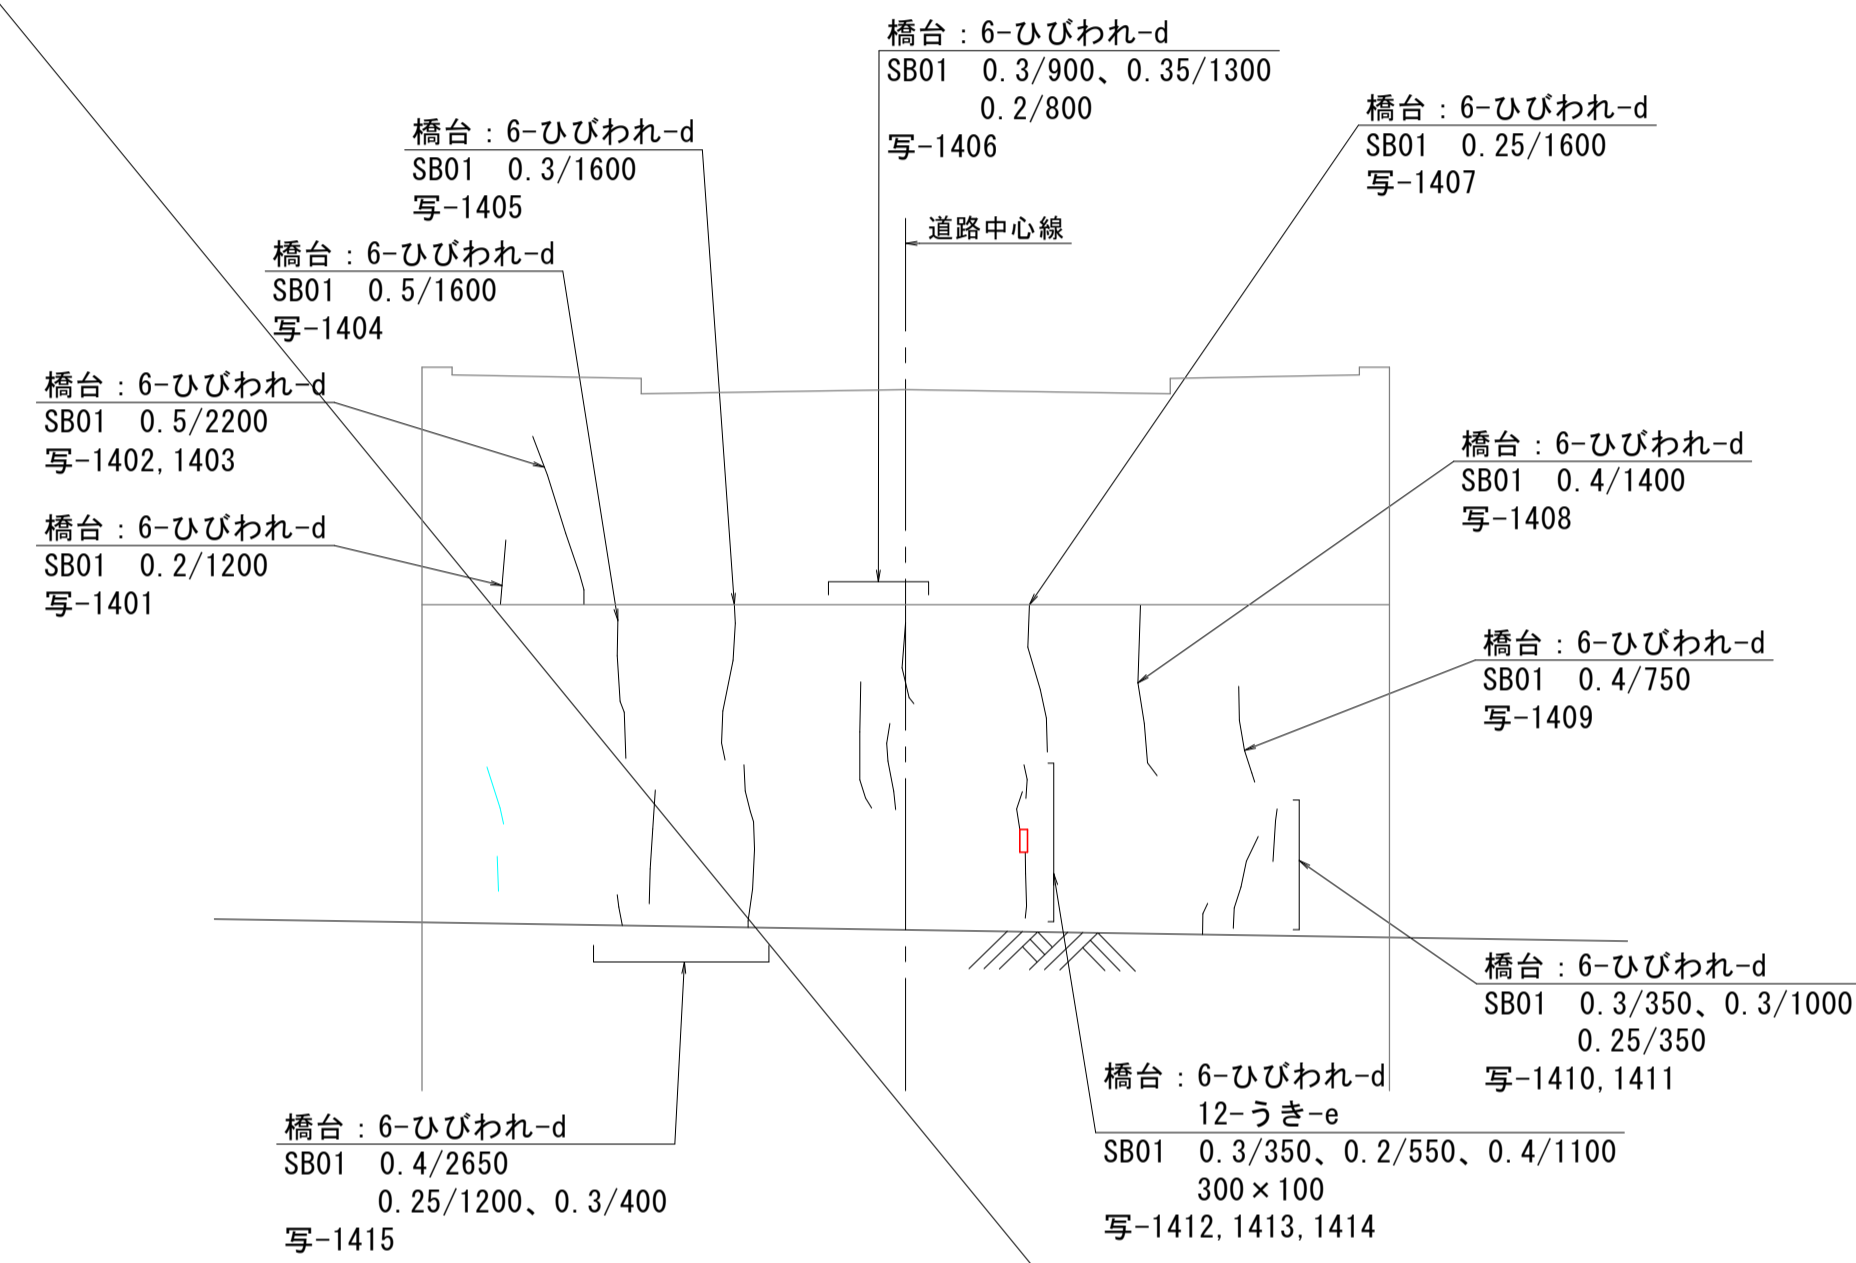 橋台：6-ひびわれ-d
SB01　0.3/900、0.35/1300
0.2/800
写-1406
橋台：6-ひびわれ-d
SB01　0.25/1600
写-1407
橋台：6-ひびわれ-d
SB01　0.3/1600
写-1405
道路中心線
橋台：6-ひびわれ-d
SB01　0.5/1600
写-1404
橋台：6-ひびわれ-d
SB01　0.5/2200
写-1402,1403
橋台：6-ひびわれ-d
SB01　0.4/1400
写-1408
橋台：6-ひびわれ-d
SB01　0.2/1200
写-1401
橋台：6-ひびわれ-d
SB01　0.4/750
写-1409
橋台：6-ひびわれ-d
SB01　0.3/350、0.3/1000
0.25/350
写-1410,1411
橋台：6-ひびわれ-d
12-うき-e
SB01　0.3/350、0.2/550、0.4/1100
300×100
写-1412,1413,1414
橋台：6-ひびわれ-d
SB01　0.4/2650
0.25/1200、0.3/400
写-1415